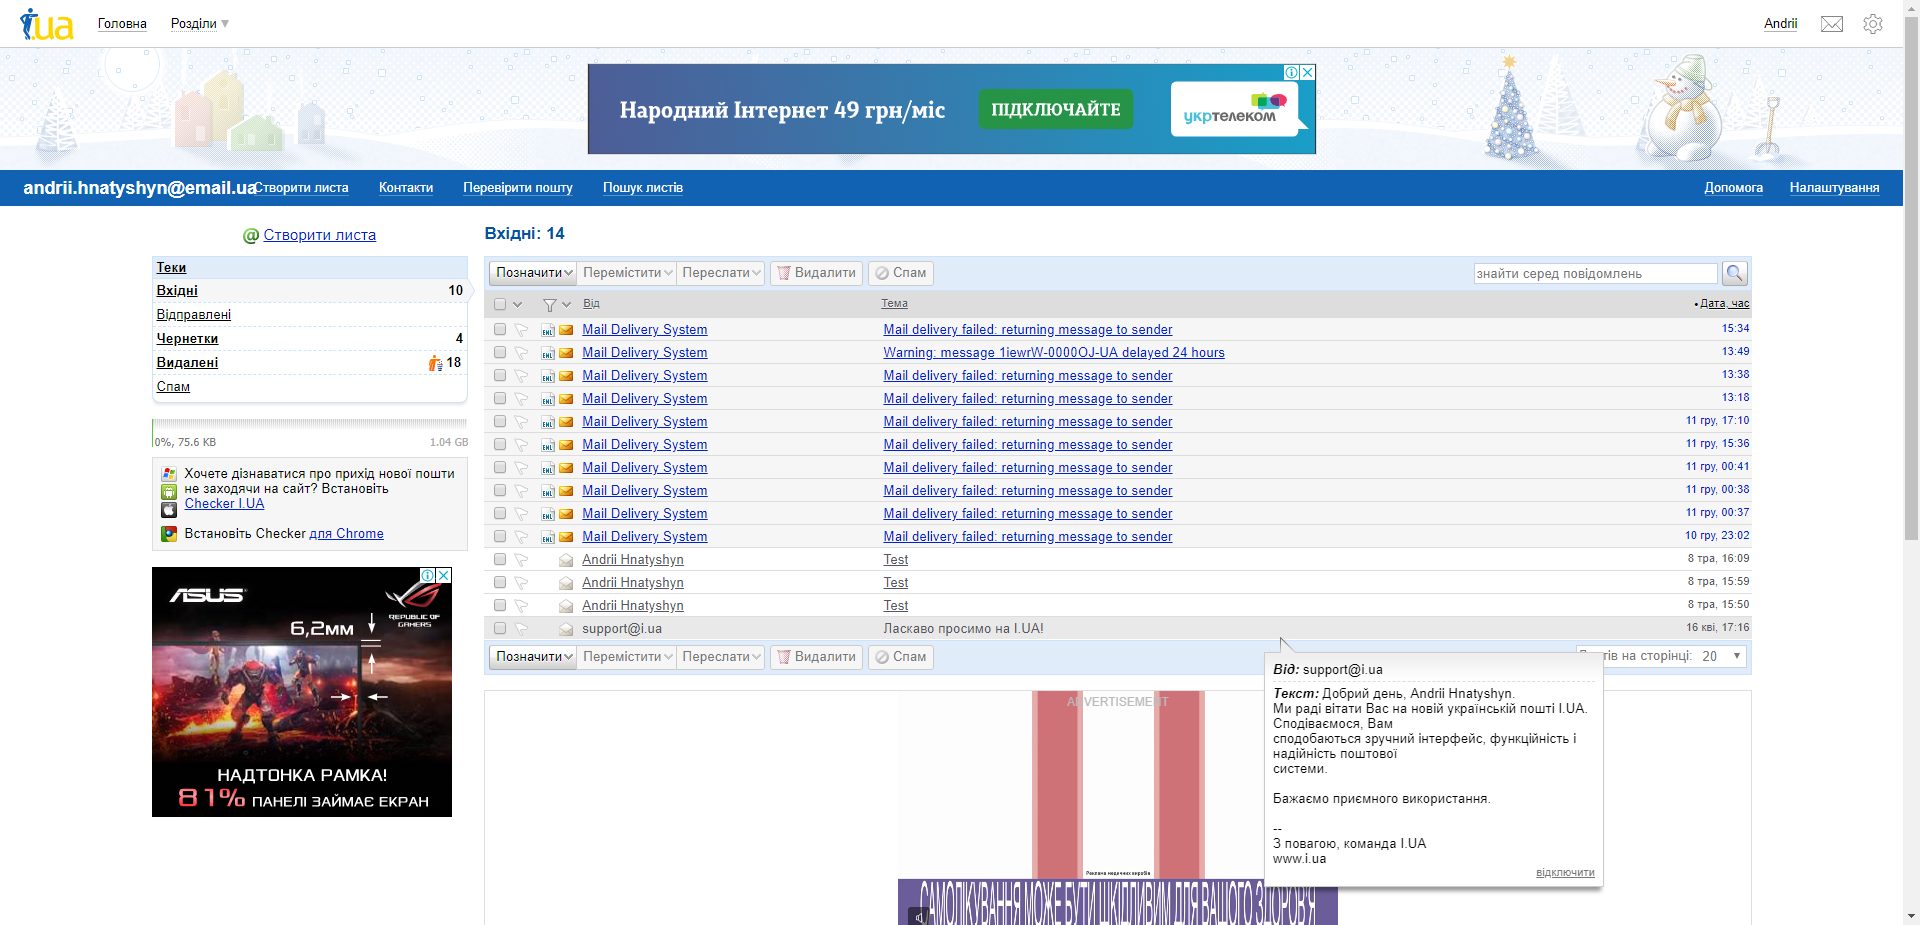 i.ua
Головна
Розділи
Andrii
Народний Інтернет 49 грн/міс
ПІДКЛЮЧАЙТЕ
укртелеком
andrii.hnatyshyn@email.ua
Створити листа
Контакти
Перевірити пошту
Пошук листів
Допомога
Налаштування
@ Створити листа
Теки
Вхідні 10
Відправлені
Чернетки 4
Видалені 18
Спам
0%, 75.6 KB 1.04 GB
Хочете дізнаватися про прихід нової пошти
не заходячи на сайт? Встановіть
Checker I.UA
Встановіть Checker для Chrome
ASUS
REPUBLIC OF
GAMERS
6,2мм
НАДТОНКА РАМКА!
81% ПАНЕЛІ ЗАЙМАЄ ЕКРАН
Вхідні: 14
Позначити Перемістити Переслати Видалити Спам
знайти серед повідомлень
Від Тема Дата, час
Mail Delivery System Mail delivery failed: returning message to sender 15:34
Mail Delivery System Warning: message 1iewrW-0000OJ-UA delayed 24 hours 13:49
Mail Delivery System Mail delivery failed: returning message to sender 13:38
Mail Delivery System Mail delivery failed: returning message to sender 13:18
Mail Delivery System Mail delivery failed: returning message to sender 11 гру, 17:10
Mail Delivery System Mail delivery failed: returning message to sender 11 гру, 15:36
Mail Delivery System Mail delivery failed: returning message to sender 11 гру, 00:41
Mail Delivery System Mail delivery failed: returning message to sender 11 гру, 00:38
Mail Delivery System Mail delivery failed: returning message to sender 11 гру, 00:37
Mail Delivery System Mail delivery failed: returning message to sender 10 гру, 23:02
Andrii Hnatyshyn Test 8 тра, 16:09
Andrii Hnatyshyn Test 8 тра, 15:59
Andrii Hnatyshyn Test 8 тра, 15:50
support@i.ua Ласкаво просимо на I.UA! 16 кві, 17:16
Позначити Перемістити Переслати Видалити Спам
на сторінці: 20
Від: support@i.ua
Текст: Добрий день, Andrii Hnatyshyn.
Ми раді вітати Вас на новій українській пошті I.UA.
Сподіваємося, Вам
сподобаються зручний інтерфейс, функційність і
надійність поштової
системи.
Бажаємо приємного використання.
--
З повагою, команда I.UA
www.i.ua
відключити
ADVERTISEMENT
Реклама медичних виробів
САМОЛІКУВАННЯ МОЖЕ БУТИ ШКІДЛИВИМ ДЛЯ ВАШОГО ЗДОРОВ'Я